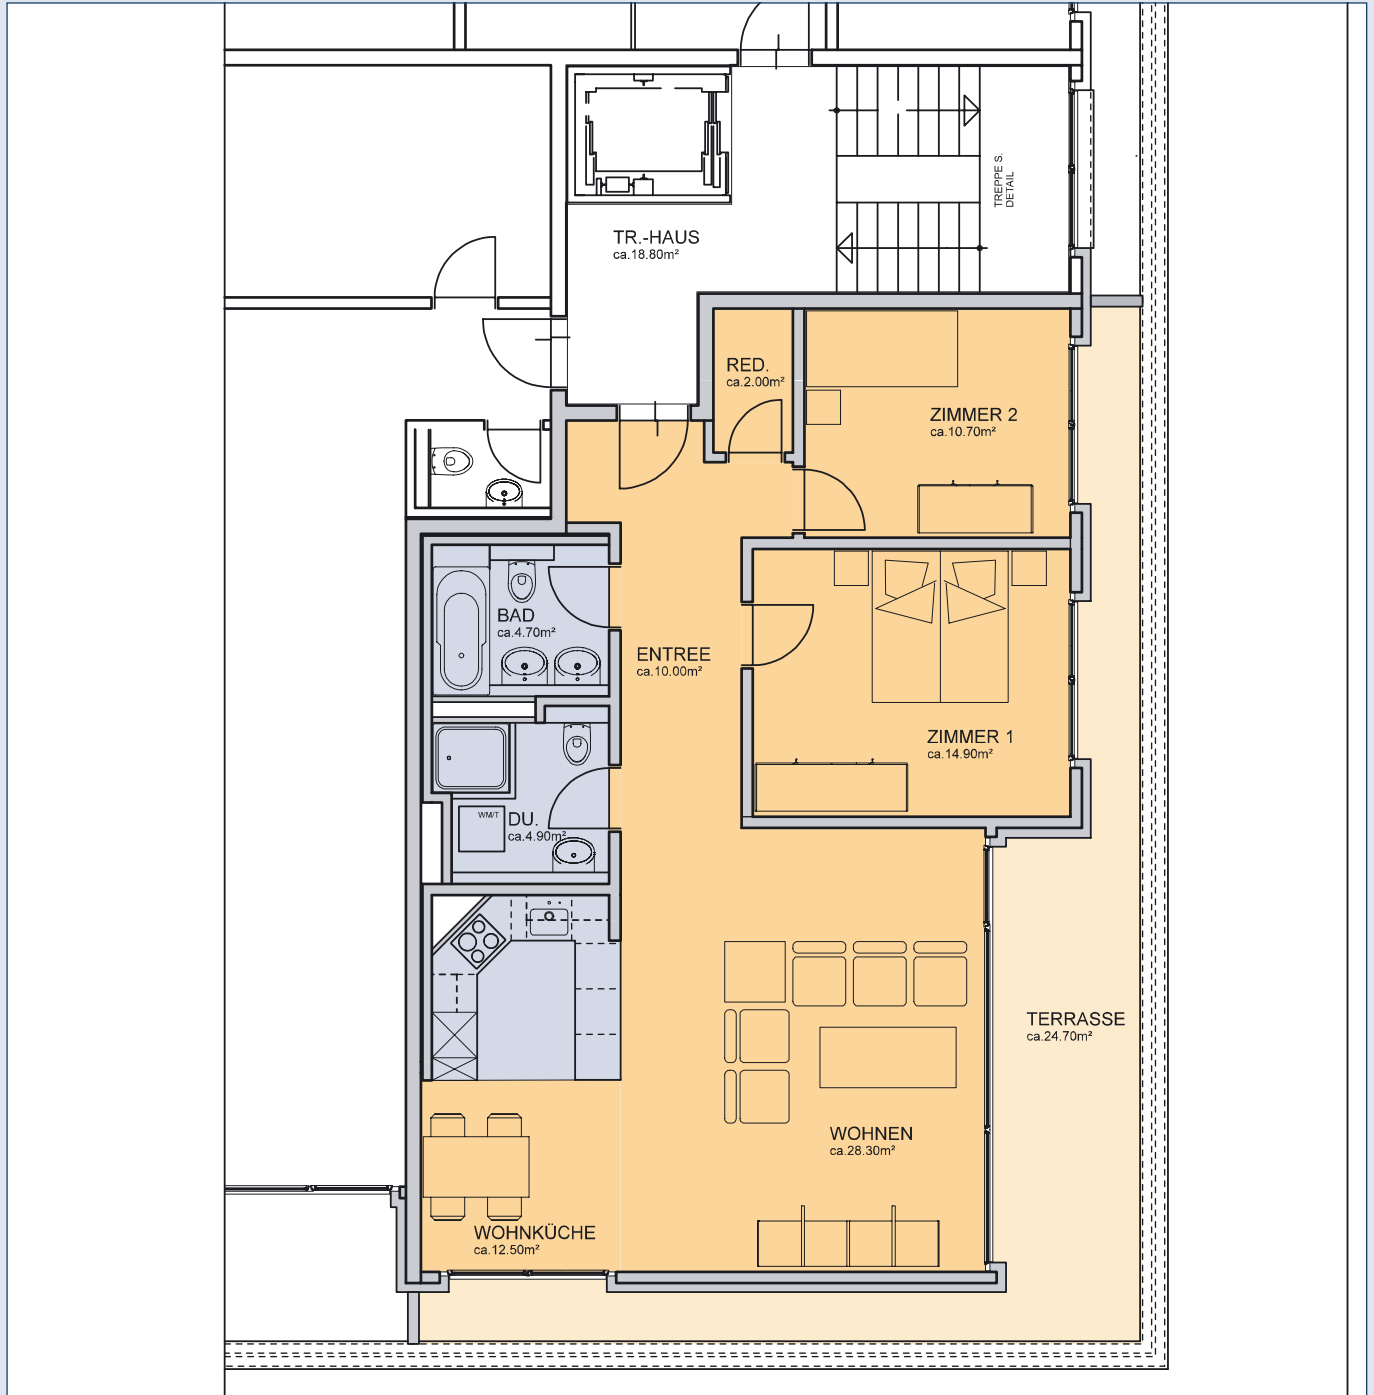 TREPPE S.
DETAIL
TR.-HAUS
ca.18.80m²
RED.
ca.2.00m²
ZIMMER 2
ca.10.70m²
BAD
ca.4.70m²
ENTREE
ca.10.00m²
ZIMMER 1
ca.14.90m²
WM/T
DU.
ca.4.90m²
TERRASSE
ca.24.70m²
WOHNEN
ca.28.30m²
WOHNKÜCHE
ca.12.50m²